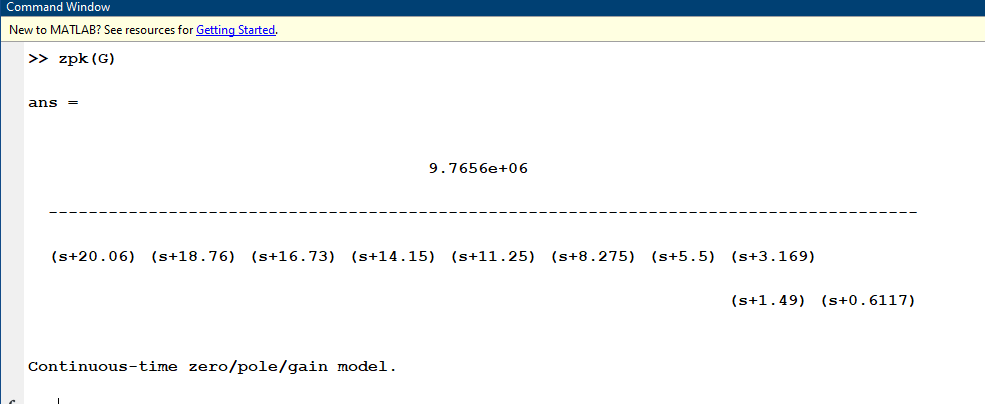 Command Window
New to MATLAB? See resources for Getting Started.
>> zpk(G)
ans =
9.7656e+06
---------------------------------------------------------------------------------------
(s+20.06) (s+18.76) (s+16.73) (s+14.15) (s+11.25) (s+8.275) (s+5.5) (s+3.169)
(s+1.49) (s+0.6117)
Continuous-time zero/pole/gain model.